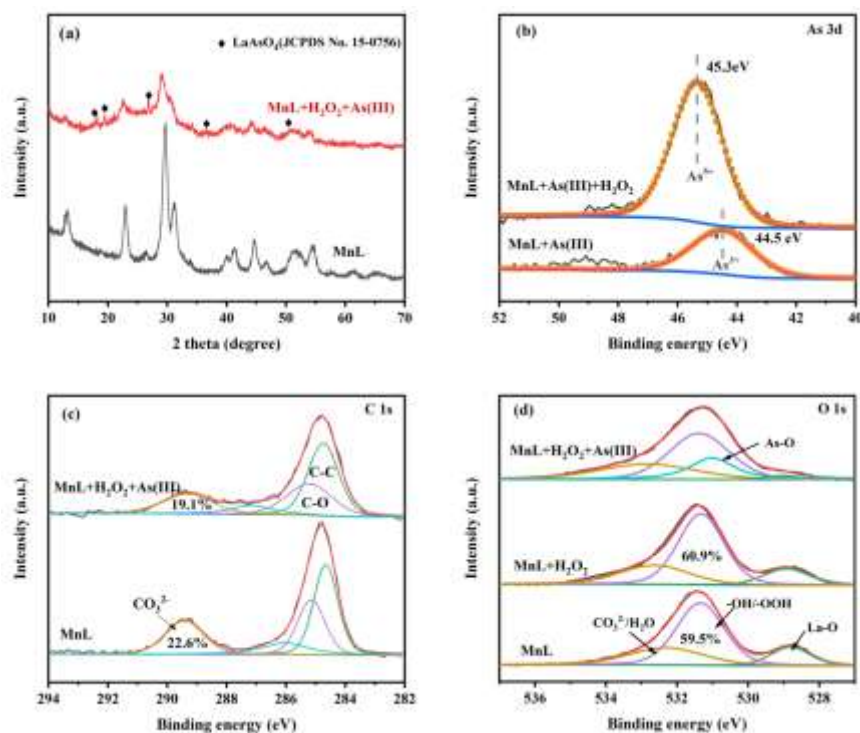 (a)
♦ LaAsO₄(JCPDS No. 15-0756)
MnL+H₂O₂+As(III)
MnL
Intensity (a.u.)
10 20 30 40 50 60 70
2 theta (degree)
(b)
As 3d
45.3eV
MnL+As(III)+H₂O₂
MnL+As(III)
44.5 eV
Intensity (a.u.)
52 50 48 46 44 42 40
Binding energy (eV)
(c)
C 1s
MnL+H₂O₂+As(III)
C-C
C-O
19.1%
CO₃²⁻
MnL
22.6%
Intensity (a.u.)
294 292 290 288 286 284 282
Binding energy (eV)
(d)
O 1s
MnL+H₂O₂+As(III)
As-O
MnL+H₂O₂
60.9%
-OH/-OOH
CO₃²⁻/H₂O
La-O
MnL
59.5%
Intensity (a.u.)
536 534 532 530 528
Binding energy (eV)